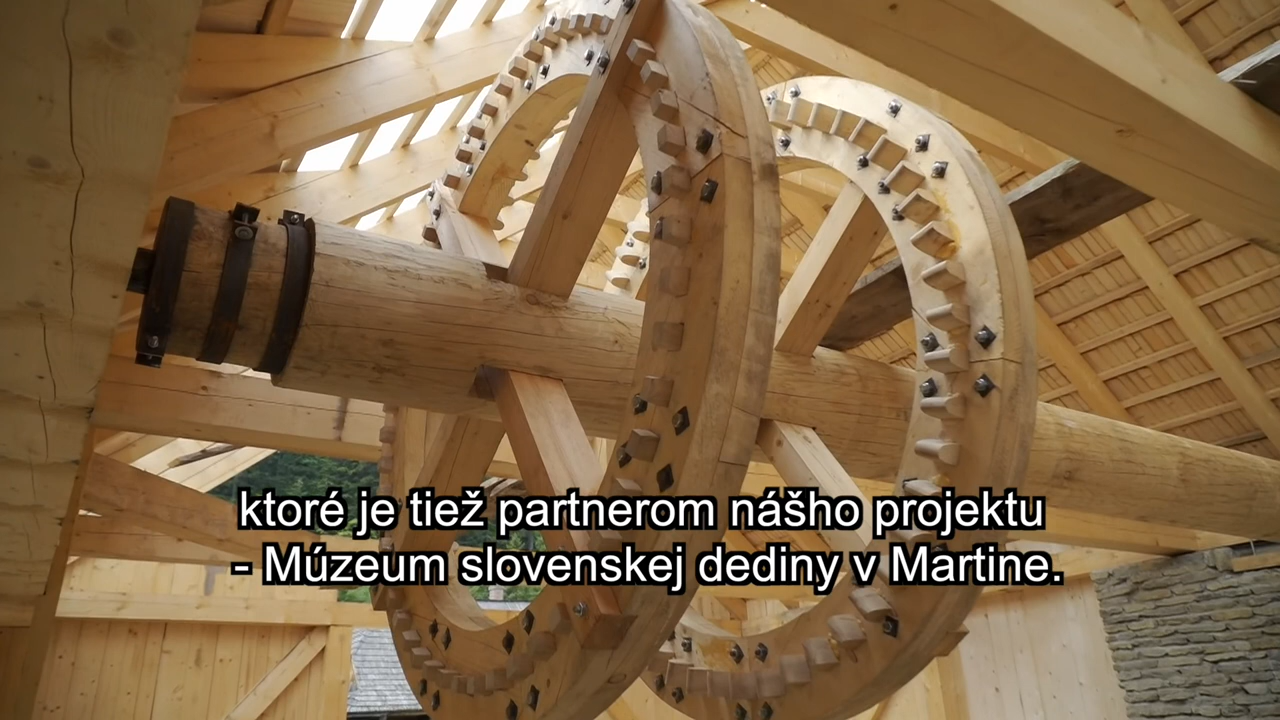 ktoré je tiež partnerom nášho projektu
- Múzeum slovenskej dediny v Martine.